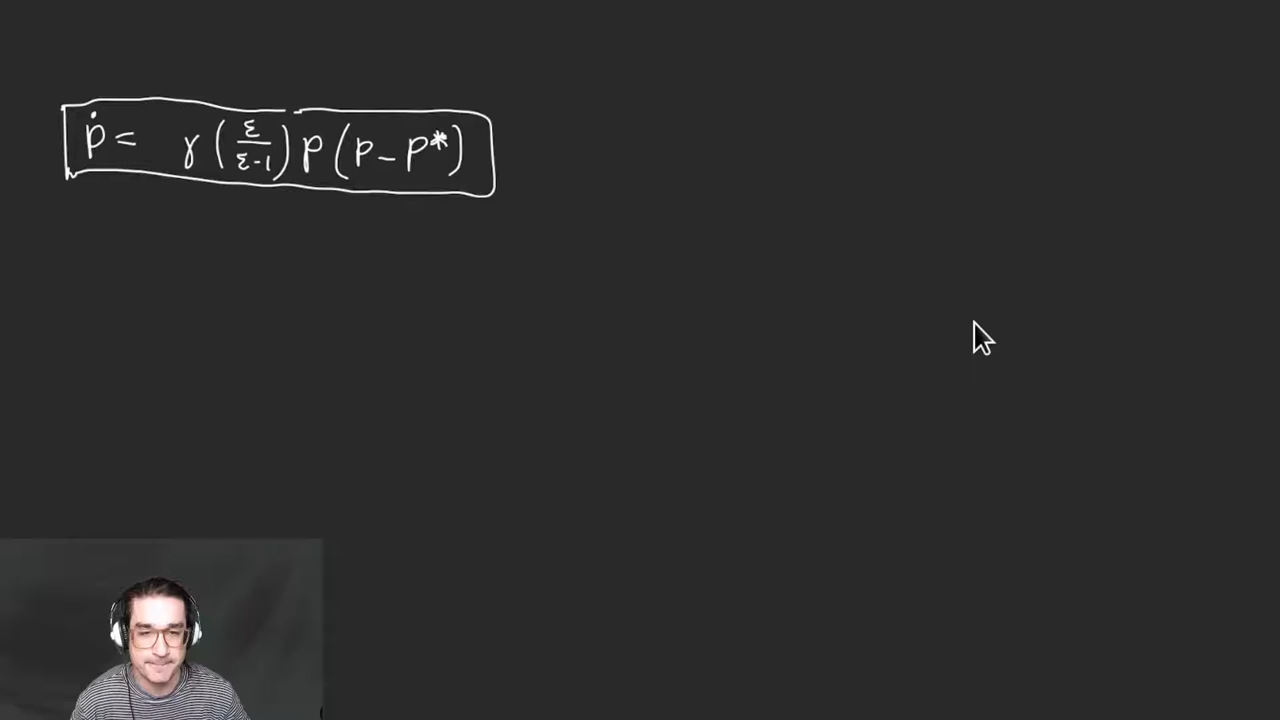 ṗ = γ (ε/ε-1) p (p - p*)